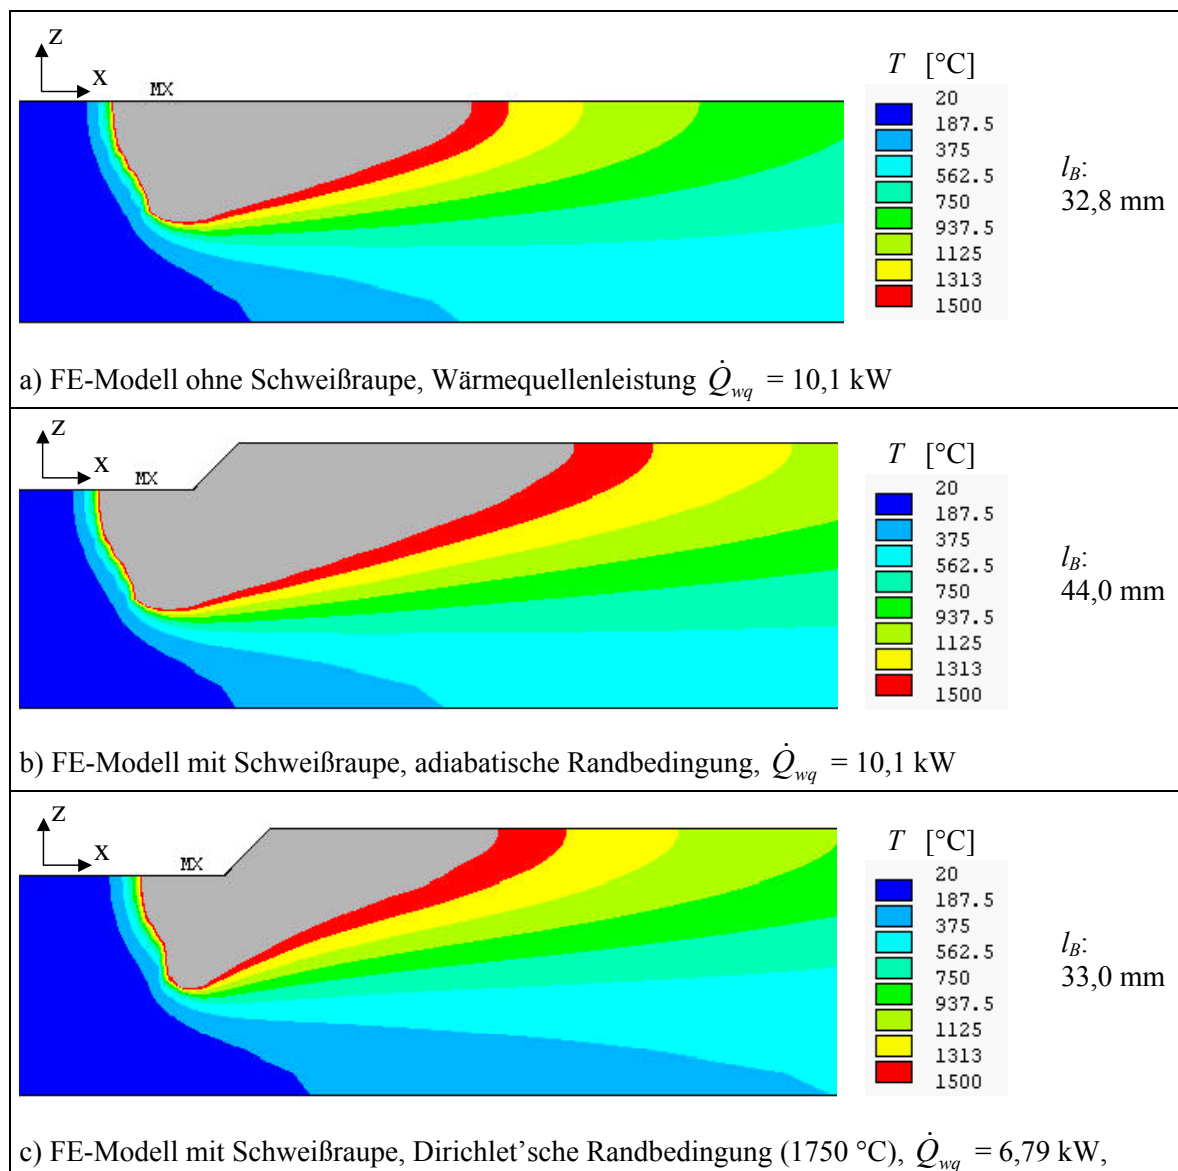 z
x
MX
T [°C]
20
187.5
375
562.5
750
937.5
1125
1313
1500
l_B:
32,8 mm
a) FE-Modell ohne Schweißraupe, Wärmequellenleistung Q̇_wq = 10,1 kW
z
x
MX
T [°C]
20
187.5
375
562.5
750
937.5
1125
1313
1500
l_B:
44,0 mm
b) FE-Modell mit Schweißraupe, adiabatische Randbedingung, Q̇_wq = 10,1 kW
z
x
MX
T [°C]
20
187.5
375
562.5
750
937.5
1125
1313
1500
l_B:
33,0 mm
c) FE-Modell mit Schweißraupe, Dirichlet’sche Randbedingung (1750 °C), Q̇_wq = 6,79 kW,